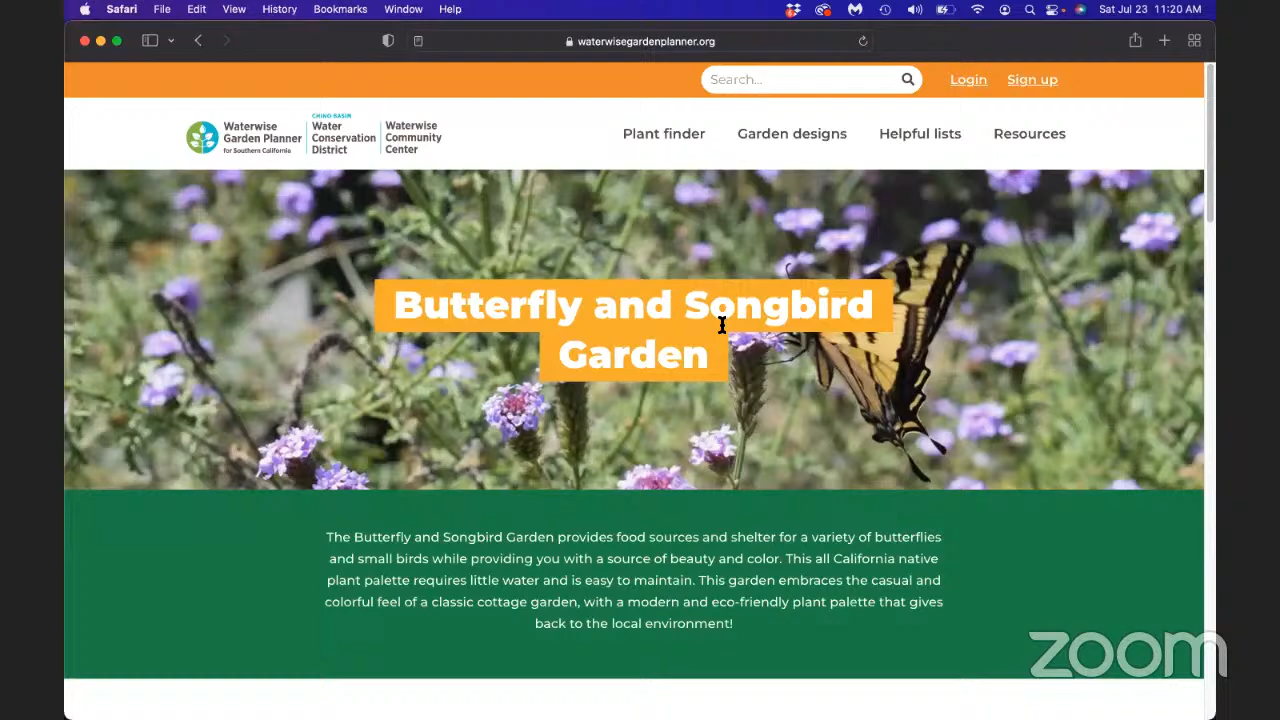 Safari File Edit View History Bookmarks Window Help Sat Jul 23 11:20 AM
waterwisegardenplanner.org
Search... Login Sign up
Waterwise
Garden Planner
for Southern California
CHINO BASIN
Water
Conservation
District
Waterwise
Community
Center
Plant finder Garden designs Helpful lists Resources
Butterfly and Songbird
Garden
The Butterfly and Songbird Garden provides food sources and shelter for a variety of butterflies
and small birds while providing you with a source of beauty and color. This all California native
plant palette requires little water and is easy to maintain. This garden embraces the casual and
colorful feel of a classic cottage garden, with a modern and eco-friendly plant palette that gives
back to the local environment!
zoom